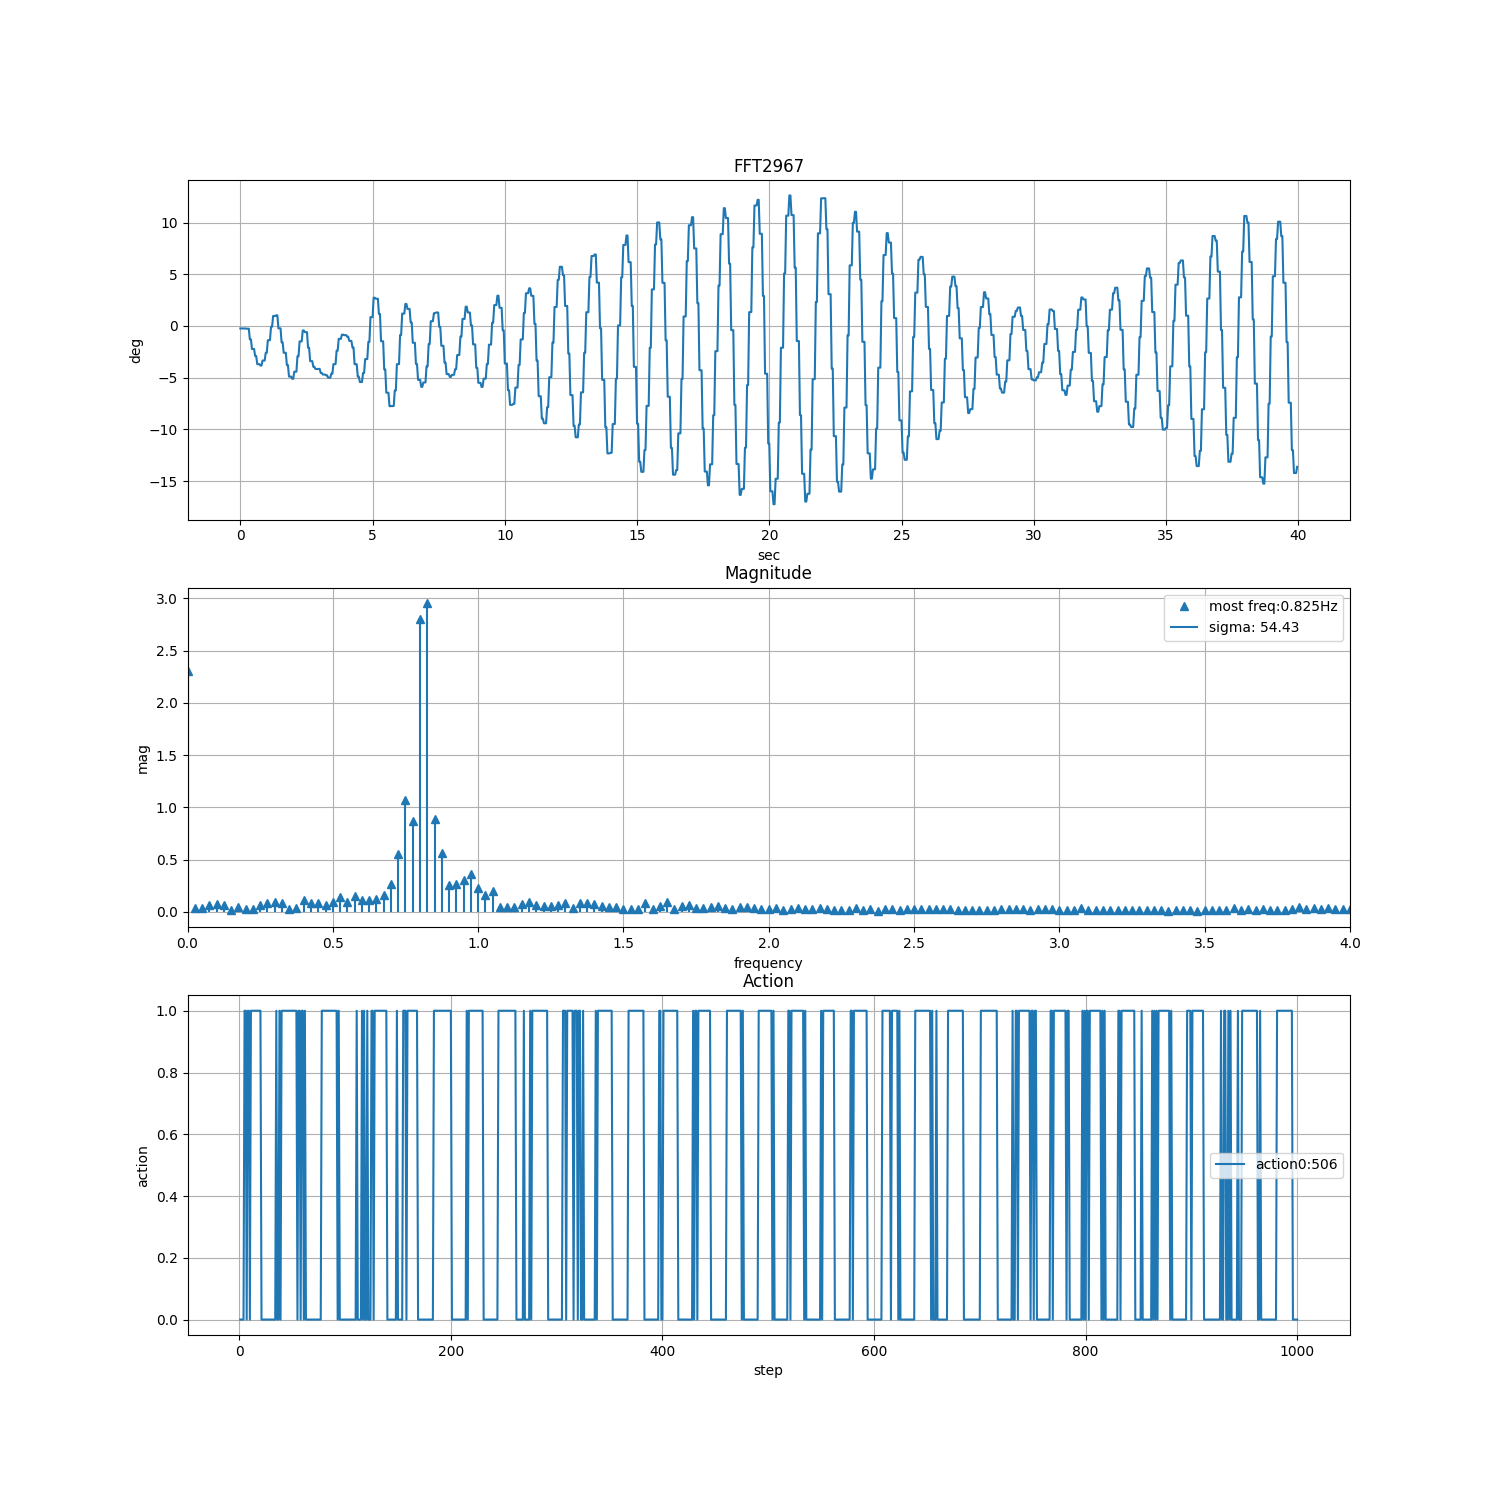 FFT2967
10
5
0
−5
−10
−15
deg
0 5 10 15 20 25 30 35 40
sec
Magnitude
3.0
2.5
2.0
1.5
1.0
0.5
0.0
mag
most freq:0.825Hz
sigma: 54.43
0.0 0.5 1.0 1.5 2.0 2.5 3.0 3.5 4.0
frequency
Action
1.0
0.8
0.6
0.4
0.2
0.0
action
action0:506
0 200 400 600 800 1000
step